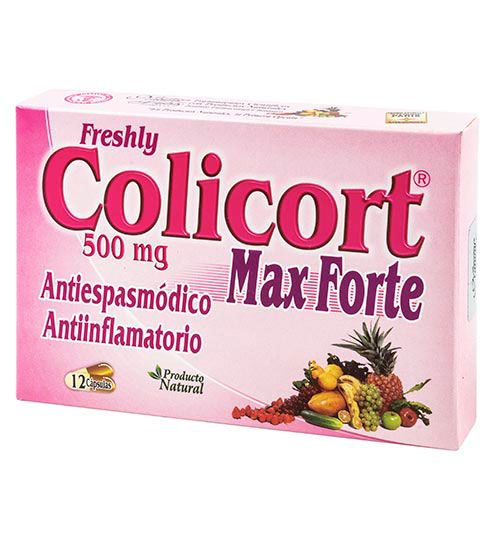 Freshly
Colicort®
500 mg
Max Forte
Antiespasmódico
Antiinflamatorio
12 Cápsulas
Producto
Natural